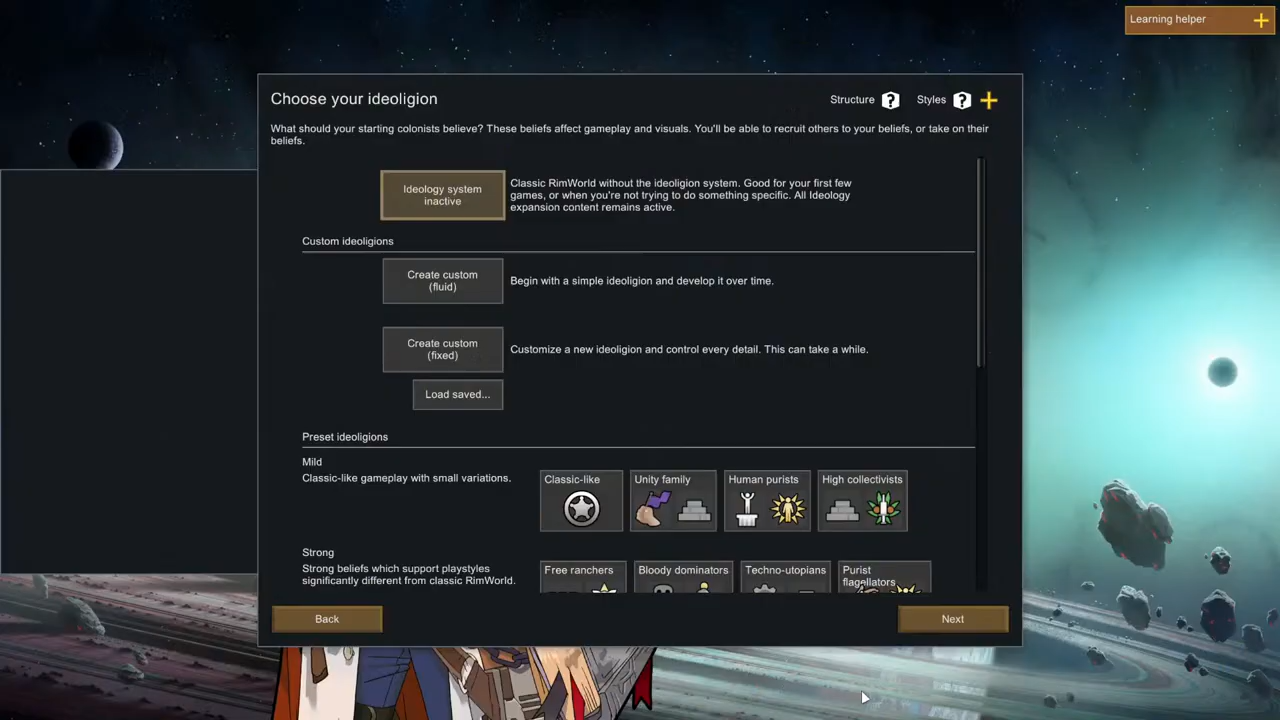 Learning helper
Choose your ideoligion
Structure
Styles
What should your starting colonists believe? These beliefs affect gameplay and visuals. You'll be able to recruit others to your beliefs, or take on their
beliefs.
Ideology system
inactive
Classic RimWorld without the ideoligion system. Good for your first few
games, or when you're not trying to do something specific. All Ideology
expansion content remains active.
Custom ideoligions
Create custom
(fluid)
Begin with a simple ideoligion and develop it over time.
Create custom
(fixed)
Customize a new ideoligion and control every detail. This can take a while.
Load saved...
Preset ideoligions
Mild
Classic-like gameplay with small variations.
Classic-like
Unity family
Human purists
High collectivists
Strong
Strong beliefs which support playstyles
significantly different from classic RimWorld.
Free ranchers
Bloody dominators
Techno-utopians
Purist
flagellators
Back
Next